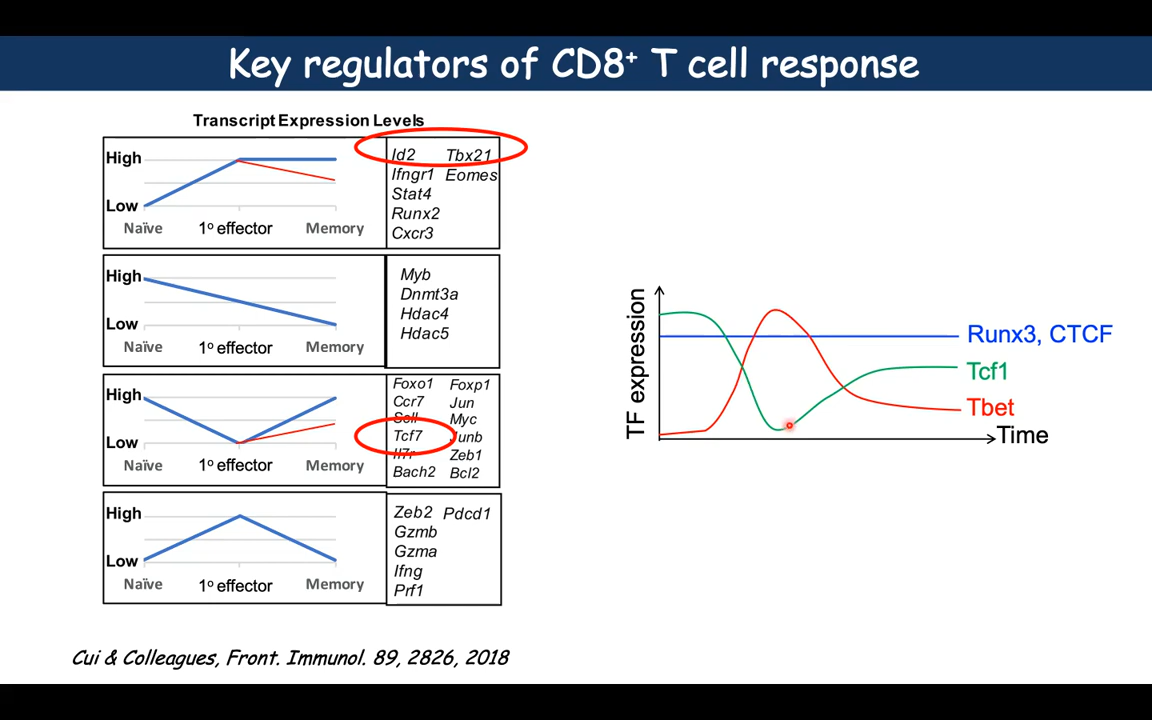 Key regulators of CD8+ T cell response
Transcript Expression Levels
High
Low
Naïve 1o effector Memory
Id2 Tbx21
Ifngr1 Eomes
Stat4
Runx2
Cxcr3
High
Low
Naïve 1o effector Memory
Myb
Dnmt3a
Hdac4
Hdac5
High
Low
Naïve 1o effector Memory
Foxo1 Foxp1
Ccr7 Jun
Sell Myc
Tcf7 Junb
Il7r Zeb1
Bach2 Bcl2
High
Low
Naïve 1o effector Memory
Zeb2 Pdcd1
Gzmb
Gzma
Ifng
Prf1
TF expression
Runx3, CTCF
Tcf1
Tbet
Time
Cui & Colleagues, Front. Immunol. 89, 2826, 2018